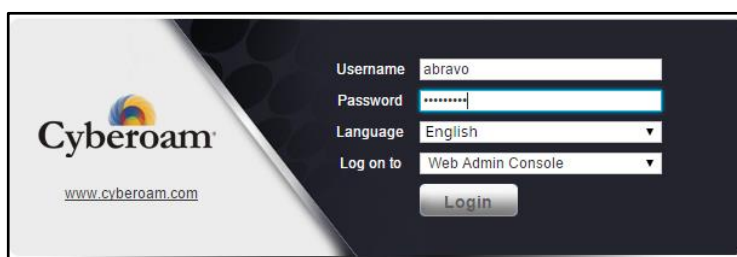 Cyberoam
www.cyberoam.com
Username abravo
Password •••••••••
Language English
Log on to Web Admin Console
Login